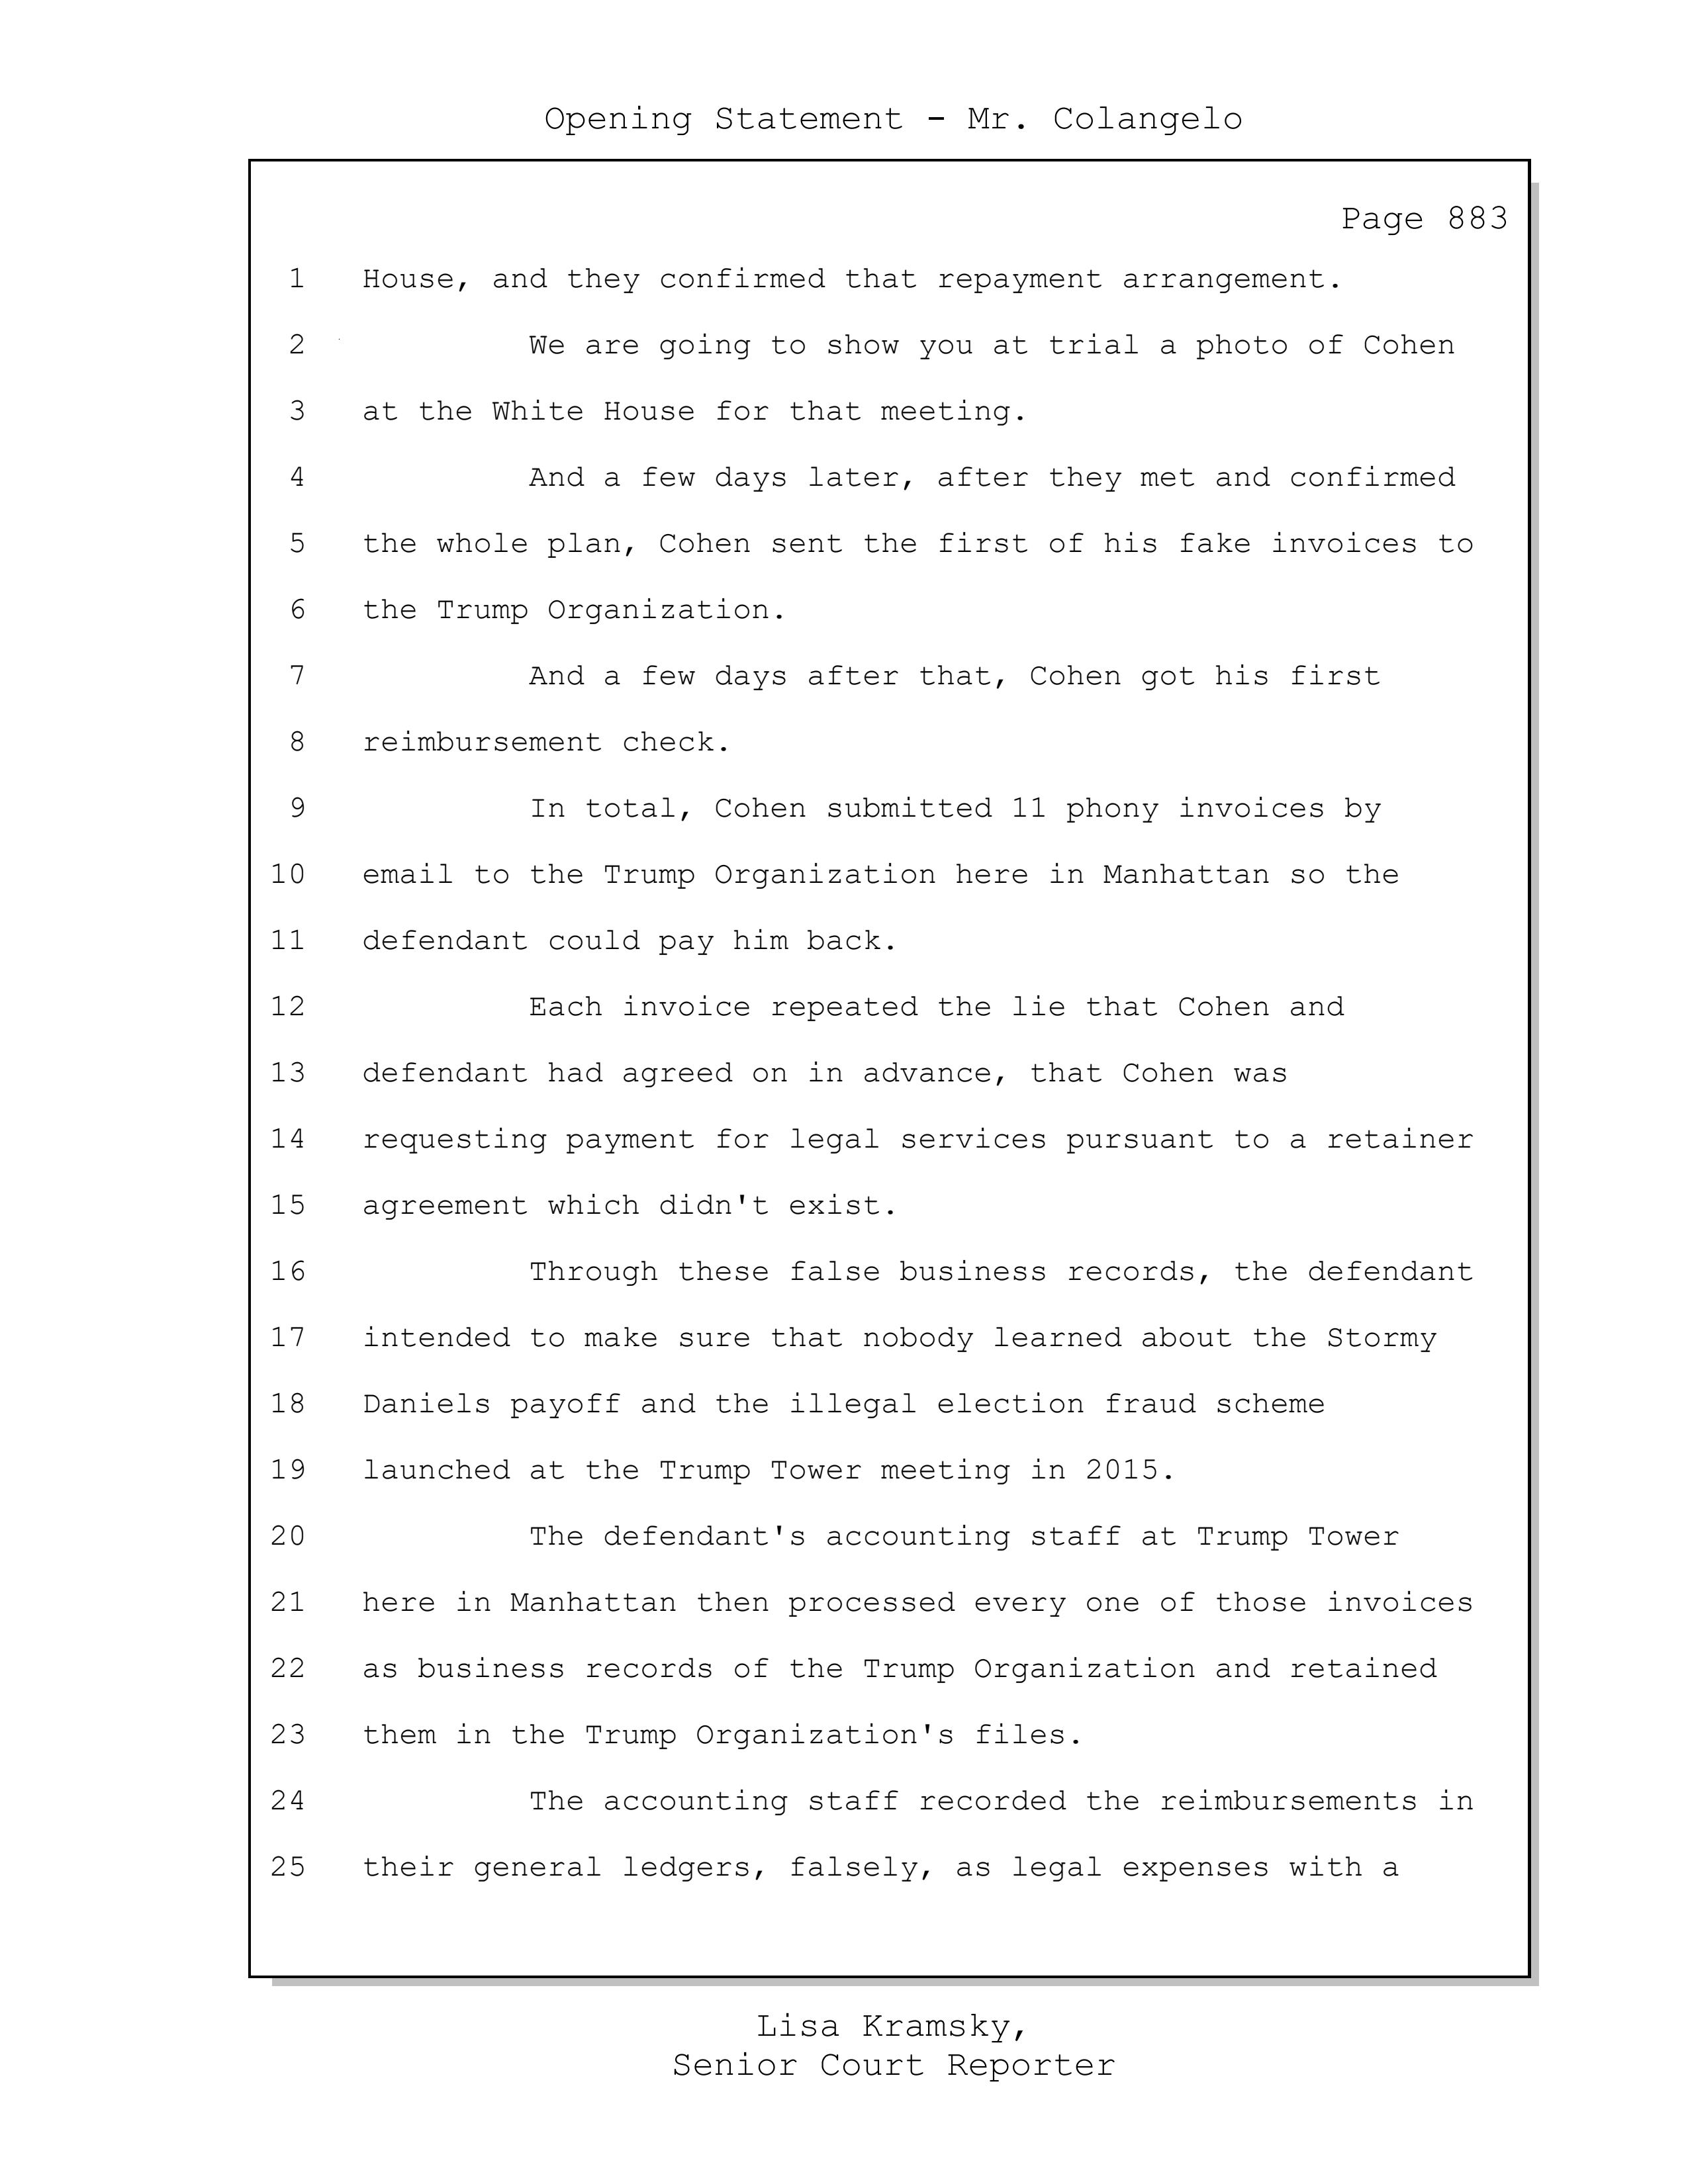 Opening Statement - Mr. Colangelo
Page 883
1 House, and they confirmed that repayment arrangement.
2 We are going to show you at trial a photo of Cohen
3 at the White House for that meeting.
4 And a few days later, after they met and confirmed
5 the whole plan, Cohen sent the first of his fake invoices to
6 the Trump Organization.
7 And a few days after that, Cohen got his first
8 reimbursement check.
9 In total, Cohen submitted 11 phony invoices by
10 email to the Trump Organization here in Manhattan so the
11 defendant could pay him back.
12 Each invoice repeated the lie that Cohen and
13 defendant had agreed on in advance, that Cohen was
14 requesting payment for legal services pursuant to a retainer
15 agreement which didn't exist.
16 Through these false business records, the defendant
17 intended to make sure that nobody learned about the Stormy
18 Daniels payoff and the illegal election fraud scheme
19 launched at the Trump Tower meeting in 2015.
20 The defendant's accounting staff at Trump Tower
21 here in Manhattan then processed every one of those invoices
22 as business records of the Trump Organization and retained
23 them in the Trump Organization's files.
24 The accounting staff recorded the reimbursements in
25 their general ledgers, falsely, as legal expenses with a
Lisa Kramsky,
Senior Court Reporter